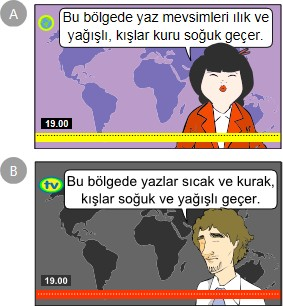 A
Bu bölgede yaz mevsimleri ılık ve
yağışlı, kışlar kuru soğuk geçer.
19.00
B
tv
Bu bölgede yazlar sıcak ve kurak,
kışlar soğuk ve yağışlı geçer.
19.00